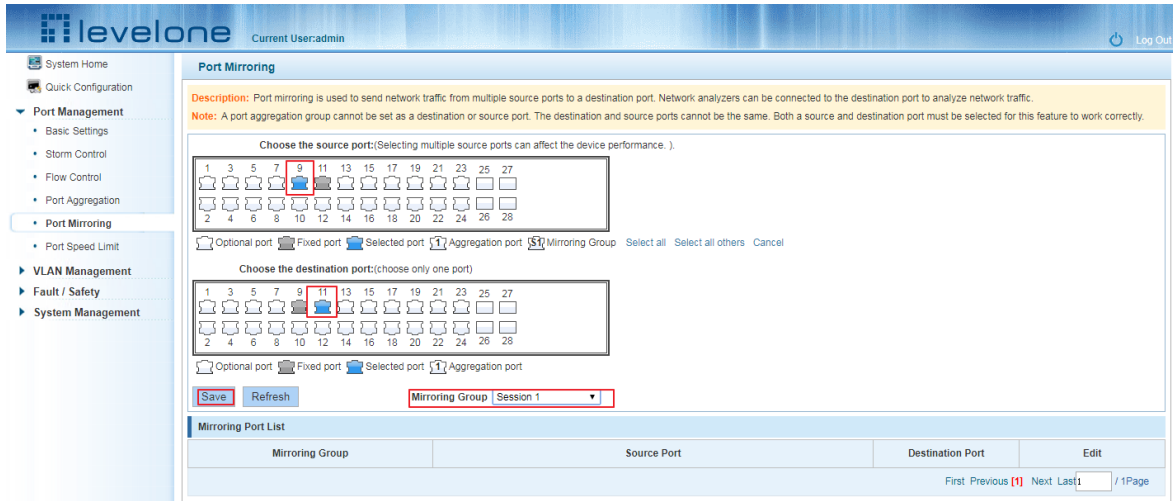 levelone Current User:admin Log Out
System Home
Quick Configuration
Port Management
• Basic Settings
• Storm Control
• Flow Control
• Port Aggregation
• Port Mirroring
• Port Speed Limit
VLAN Management
Fault / Safety
System Management
Port Mirroring
Description: Port mirroring is used to send network traffic from multiple source ports to a destination port. Network analyzers can be connected to the destination port to analyze network traffic.
Note: A port aggregation group cannot be set as a destination or source port. The destination and source ports cannot be the same. Both a source and destination port must be selected for this feature to work correctly.
Choose the source port:(Selecting multiple source ports can affect the device performance. ).
1 3 5 7 9 11 13 15 17 19 21 23 25 27
2 4 6 8 10 12 14 16 18 20 22 24 26 28
Optional port Fixed port Selected port 1 Aggregation port S1 Mirroring Group Select all Select all others Cancel
Choose the destination port:(choose only one port)
1 3 5 7 9 11 13 15 17 19 21 23 25 27
2 4 6 8 10 12 14 16 18 20 22 24 26 28
Optional port Fixed port Selected port 1 Aggregation port
Save Refresh Mirroring Group Session 1
Mirroring Port List
Mirroring Group Source Port Destination Port Edit
First Previous [1] Next Last 1 / 1Page